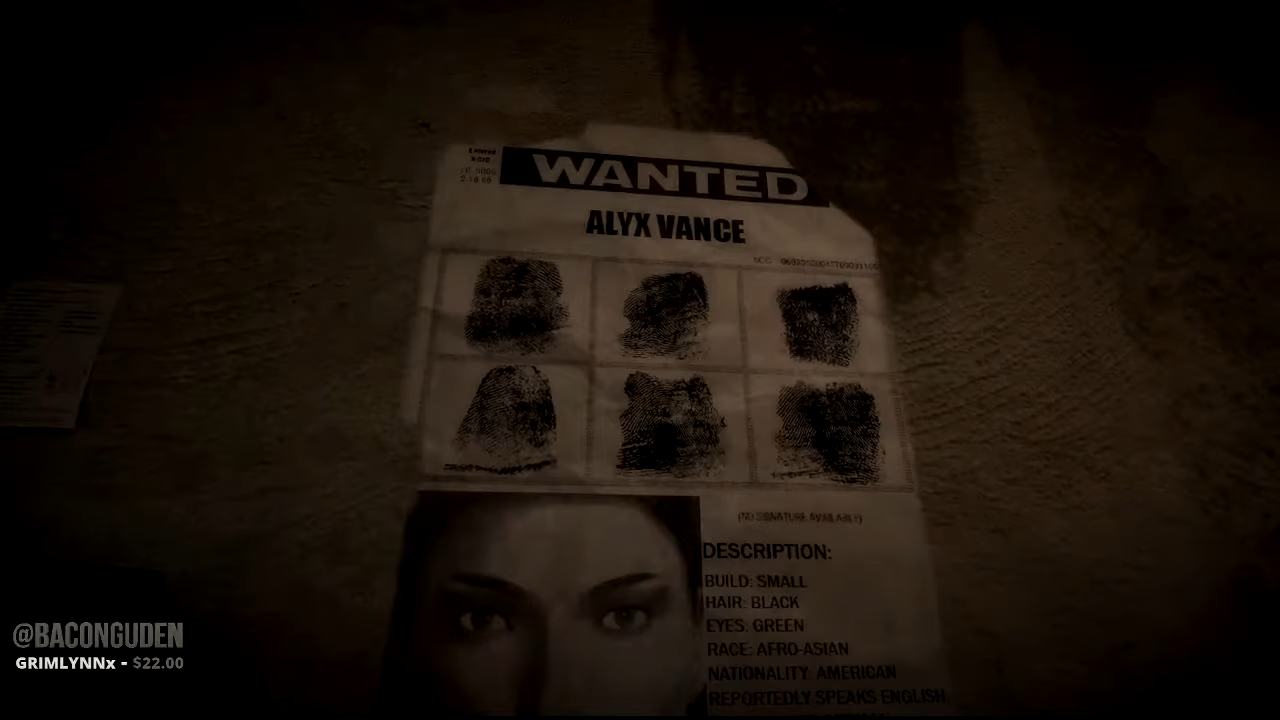 WANTED
ALYX VANCE
(NO SIGNATURE AVAILABLE)
DESCRIPTION:
BUILD: SMALL
HAIR: BLACK
EYES: GREEN
RACE: AFRO-ASIAN
NATIONALITY: AMERICAN
REPORTEDLY SPEAKS ENGLISH,
@BACONGUDEN
GRIMLYNNx - $22.00